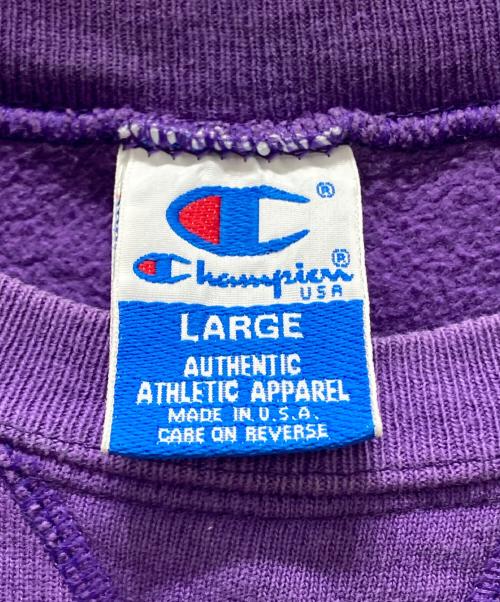 ®
Champion®
USA
LARGE
AUTHENTIC
ATHLETIC APPAREL
MADE IN U.S.A.
CARE ON REVERSE